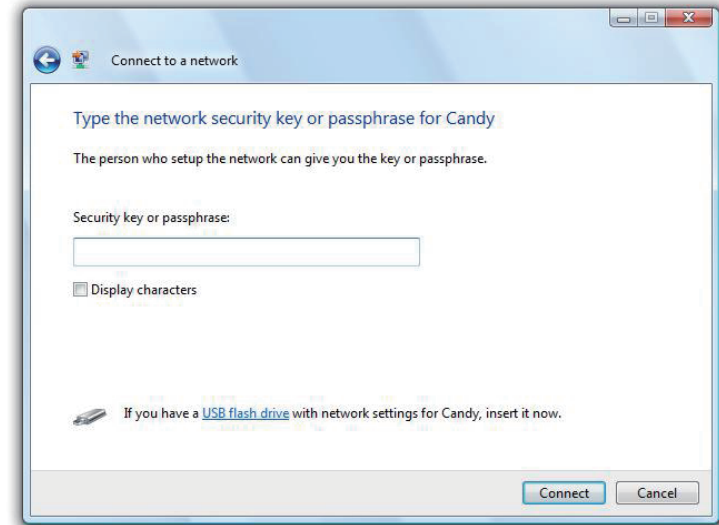 Connect to a network
Type the network security key or passphrase for Candy
The person who setup the network can give you the key or passphrase.
Security key or passphrase:
Display characters
If you have a USB flash drive with network settings for Candy, insert it now.
Connect
Cancel